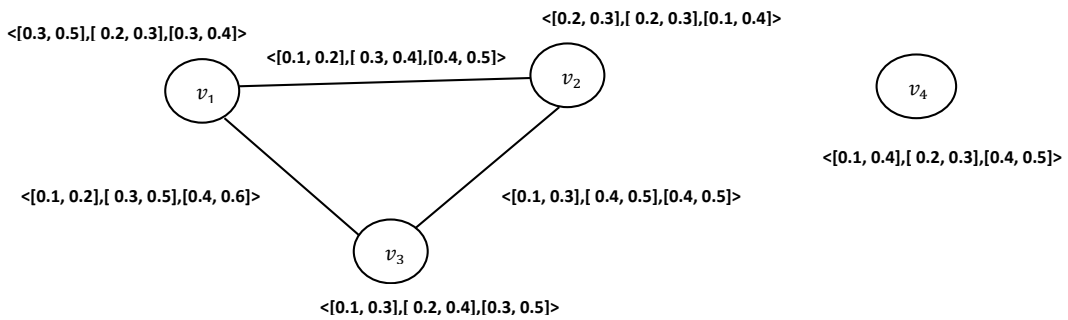 <[0.3, 0.5],[ 0.2, 0.3],[0.3, 0.4]>
<[0.2, 0.3],[ 0.2, 0.3],[0.1, 0.4]>
<[0.1, 0.2],[ 0.3, 0.4],[0.4, 0.5]>
v₁
v₂
v₄
<[0.1, 0.4],[ 0.2, 0.3],[0.4, 0.5]>
<[0.1, 0.2],[ 0.3, 0.5],[0.4, 0.6]>
<[0.1, 0.3],[ 0.4, 0.5],[0.4, 0.5]>
v₃
<[0.1, 0.3],[ 0.2, 0.4],[0.3, 0.5]>